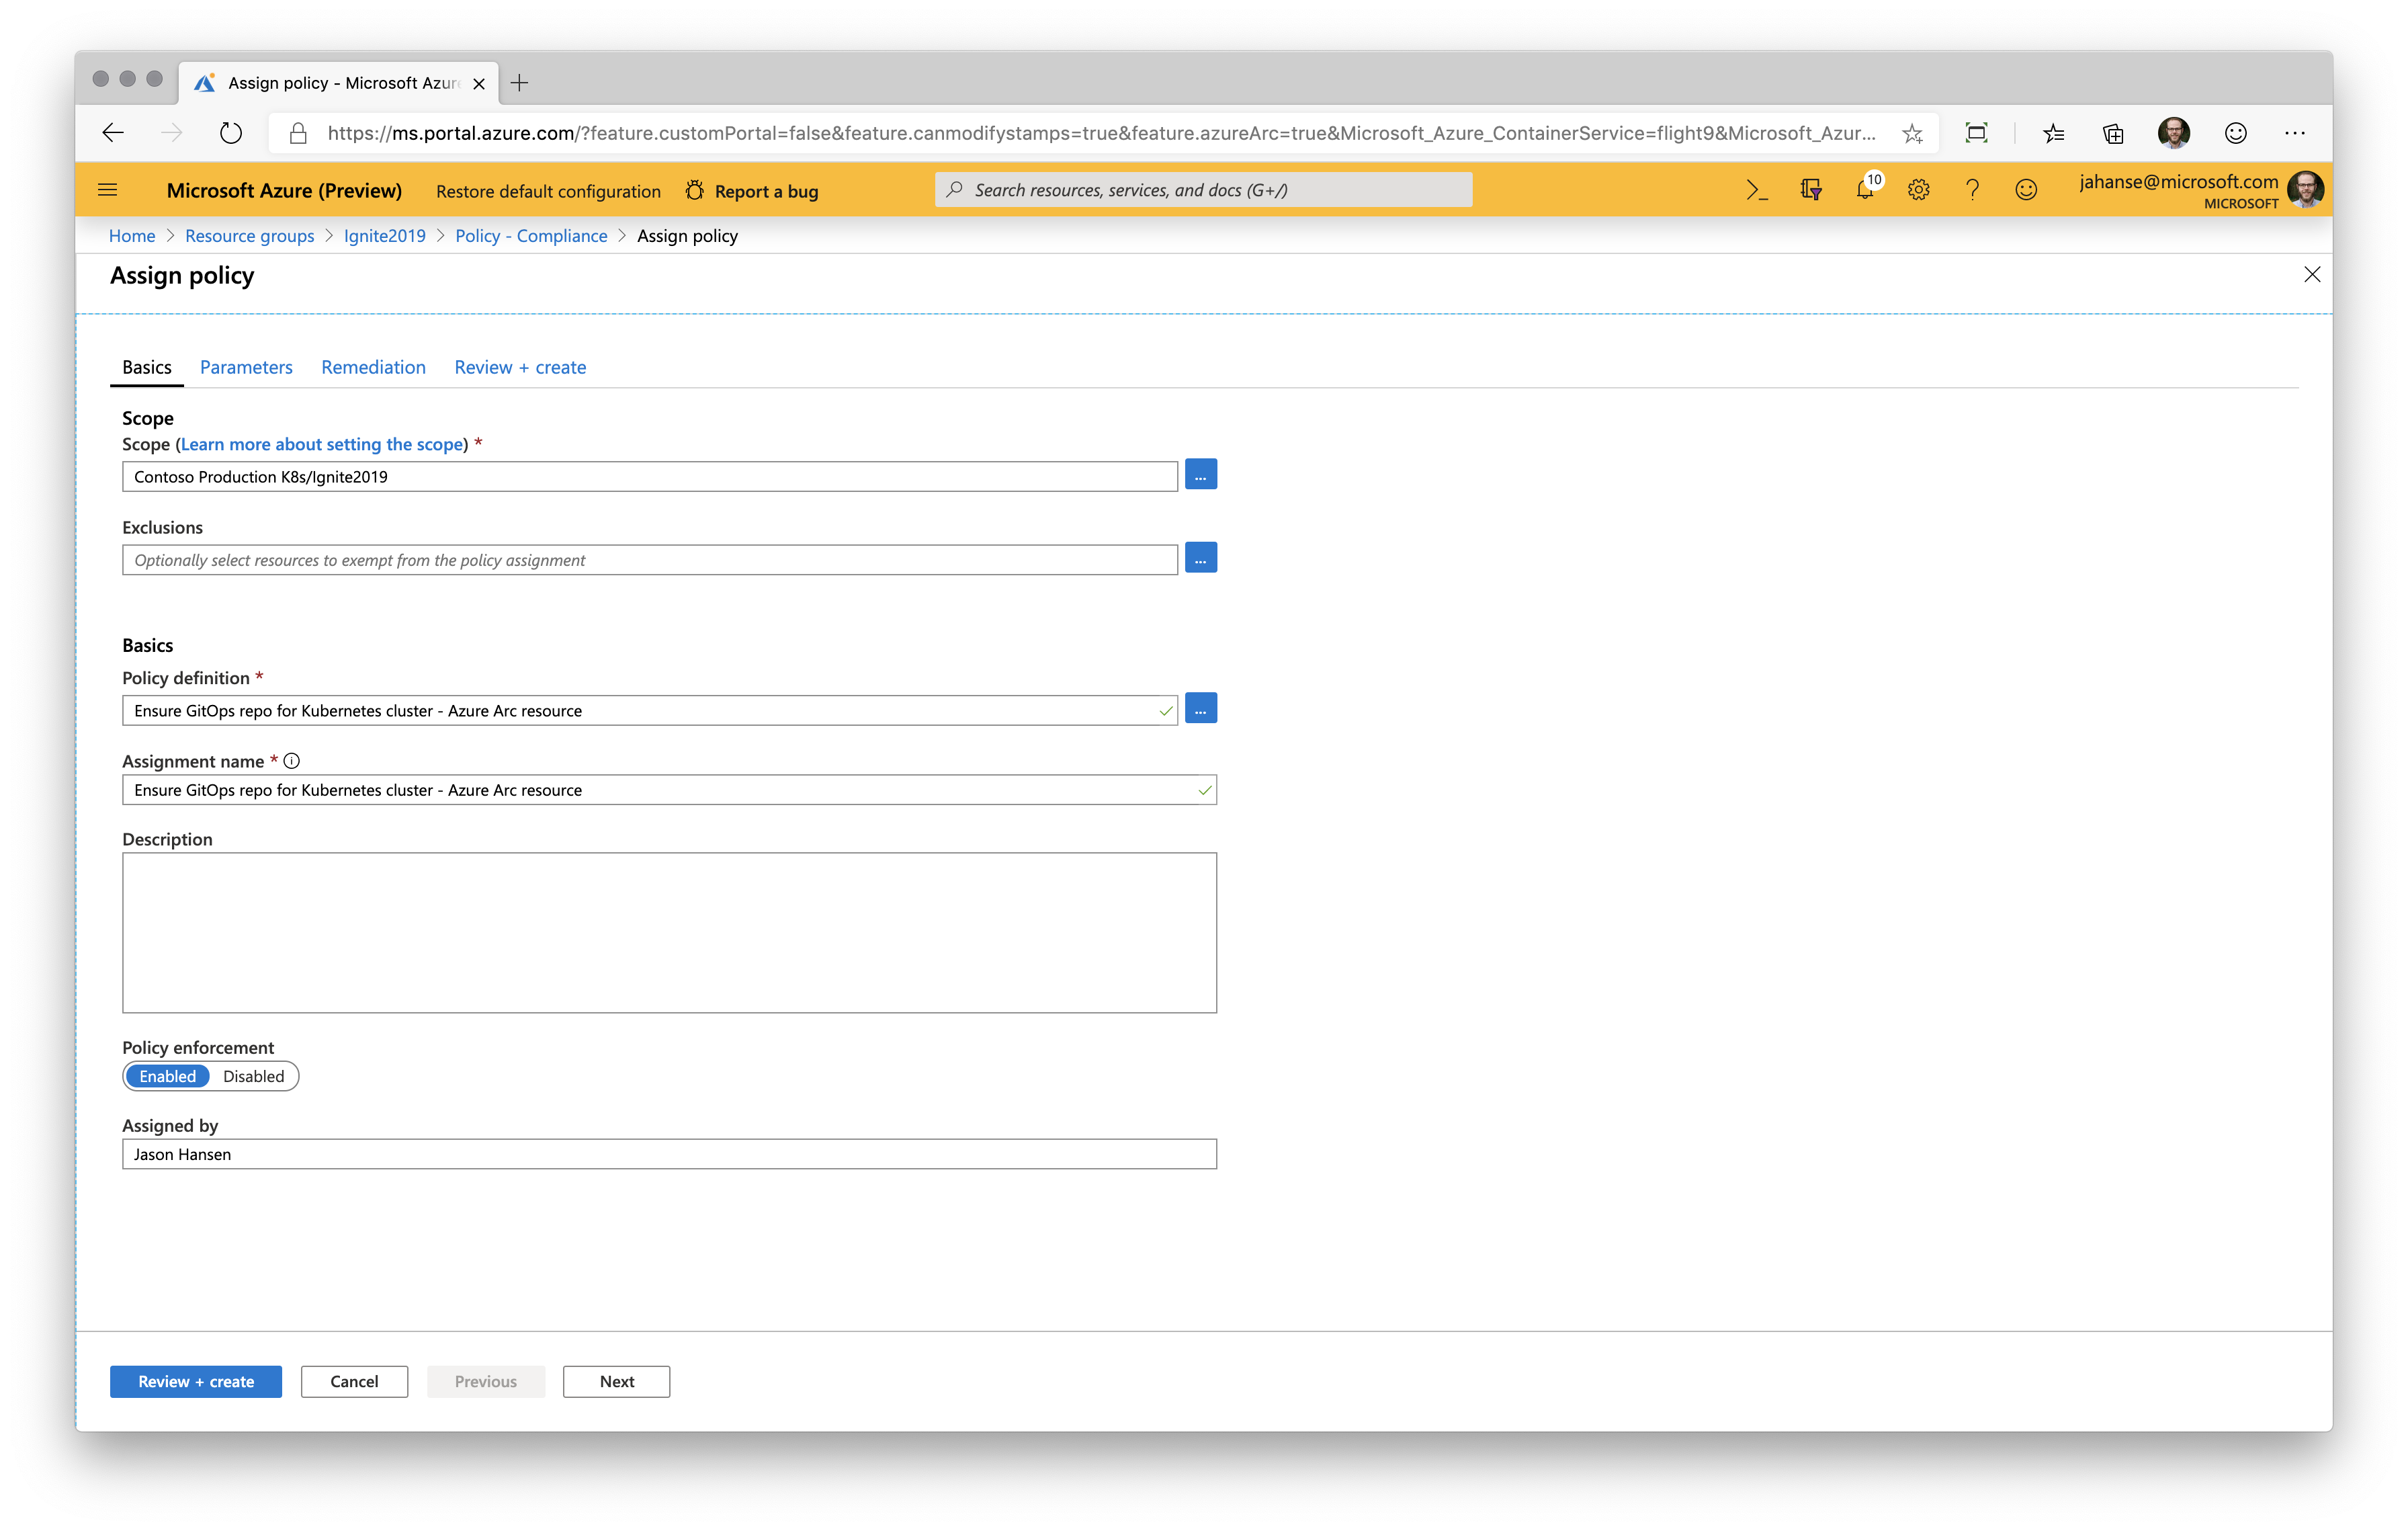 Assign policy - Microsoft Azur
https://ms.portal.azure.com/?feature.customPortal=false&feature.canmodifystamps=true&feature.azureArc=true&Microsoft_Azure_ContainerService=flight9&Microsoft_Azur...
Microsoft Azure (Preview) Restore default configuration Report a bug Search resources, services, and docs (G+/) 10 jahanse@microsoft.com
MICROSOFT
Home > Resource groups > Ignite2019 > Policy - Compliance > Assign policy
Assign policy
Basics Parameters Remediation Review + create
Scope
Scope (Learn more about setting the scope) *
Contoso Production K8s/Ignite2019 ...
Exclusions
Optionally select resources to exempt from the policy assignment ...
Basics
Policy definition *
Ensure GitOps repo for Kubernetes cluster - Azure Arc resource ...
Assignment name *
Ensure GitOps repo for Kubernetes cluster - Azure Arc resource
Description
Policy enforcement
Enabled Disabled
Assigned by
Jason Hansen
Review + create Cancel Previous Next